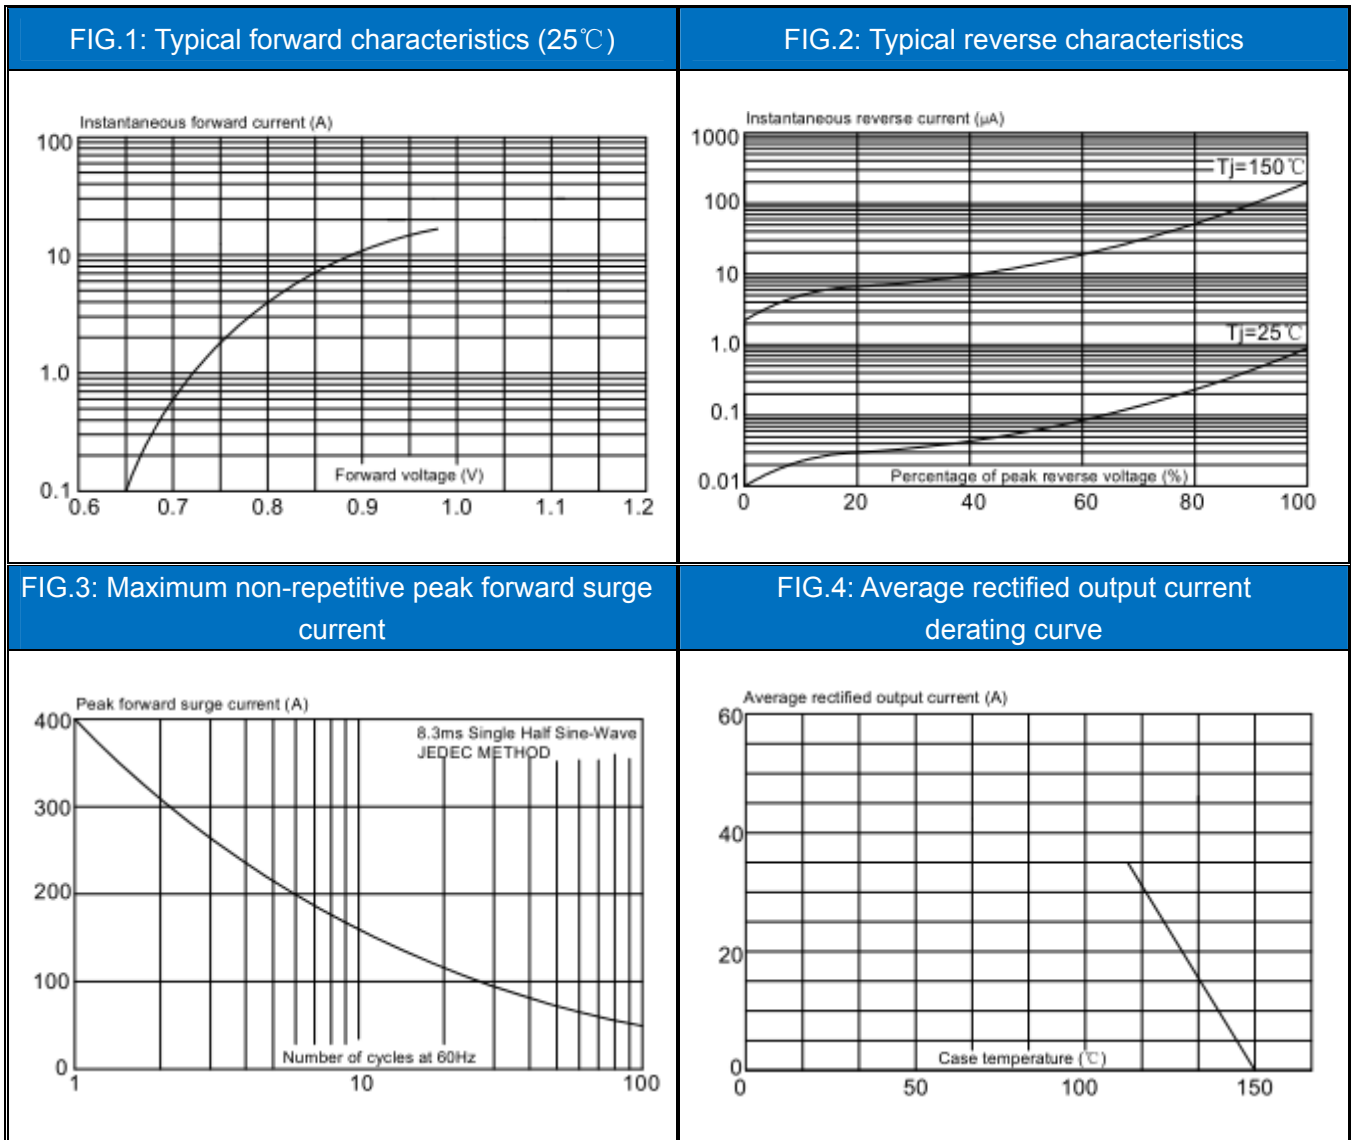 FIG.1: Typical forward characteristics (25℃)
FIG.2: Typical reverse characteristics
Instantaneous forward current (A)
100
10
1.0
0.1
Forward voltage (V)
0.6 0.7 0.8 0.9 1.0 1.1 1.2
Instantaneous reverse current (μA)
1000
Tj=150℃
100
10
Tj=25℃
1.0
0.1
0.01
Percentage of peak reverse voltage (%)
0 20 40 60 80 100
FIG.3: Maximum non-repetitive peak forward surge
current
FIG.4: Average rectified output current
derating curve
Peak forward surge current (A)
400
8.3ms Single Half Sine-Wave
JEDEC METHOD
300
200
100
0
Number of cycles at 60Hz
1 10 100
Average rectified output current (A)
60
40
20
0
Case temperature (℃)
0 50 100 150